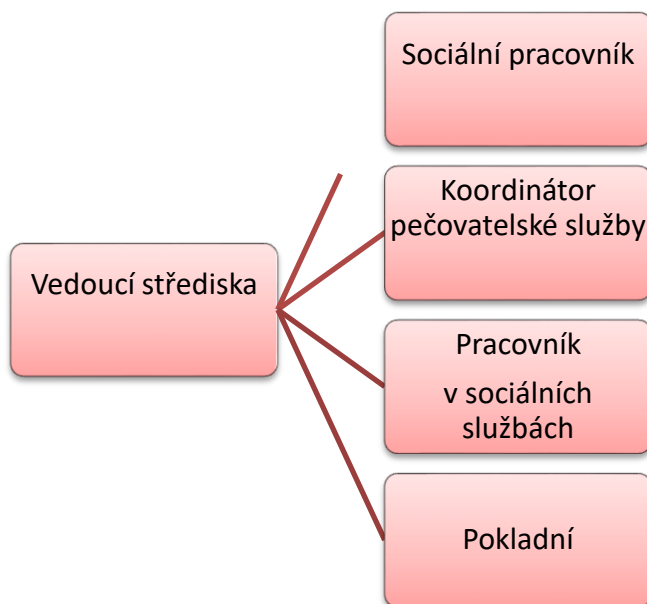 Sociální pracovník
Koordinátor
pečovatelské služby
Vedoucí střediska
Pracovník
v sociálních
službách
Pokladní